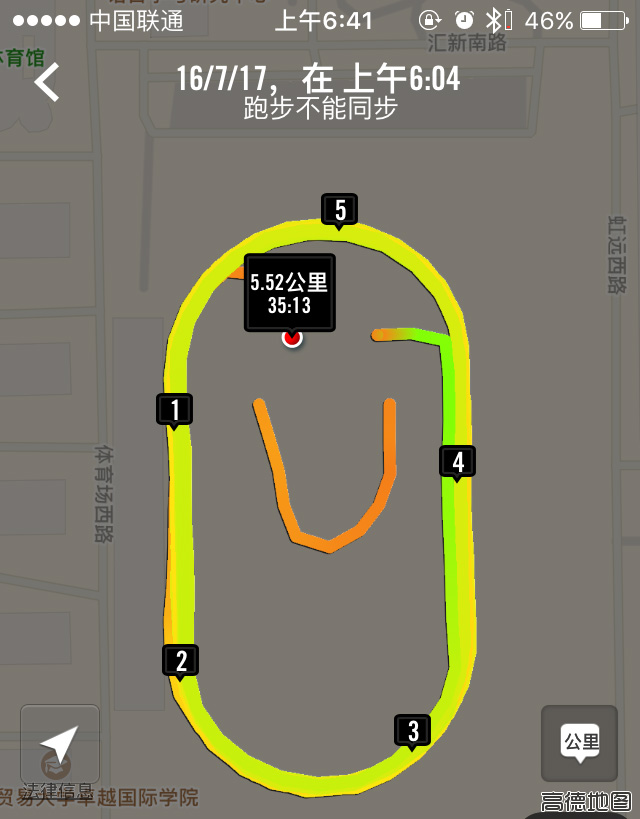 中国联通 上午6:41 46%
体育馆
汇新南路
16/7/17，在 上午6:04
跑步不能同步
虹远西路
5
5.52公里
35:13
1
4
体育场西路
2
3
公里
法律信息
贸易大学卓越国际学院
高德地图